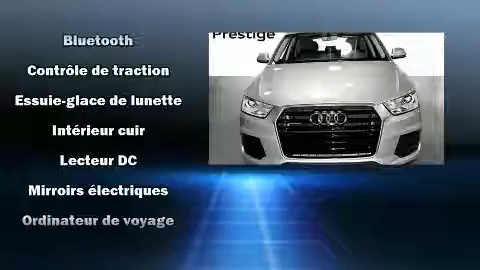 Bluetooth
Contrôle de traction
Essuie-glace de lunette
Intérieur cuir
Lecteur DC
Mirroirs électriques
Ordinateur de voyage
Prestige